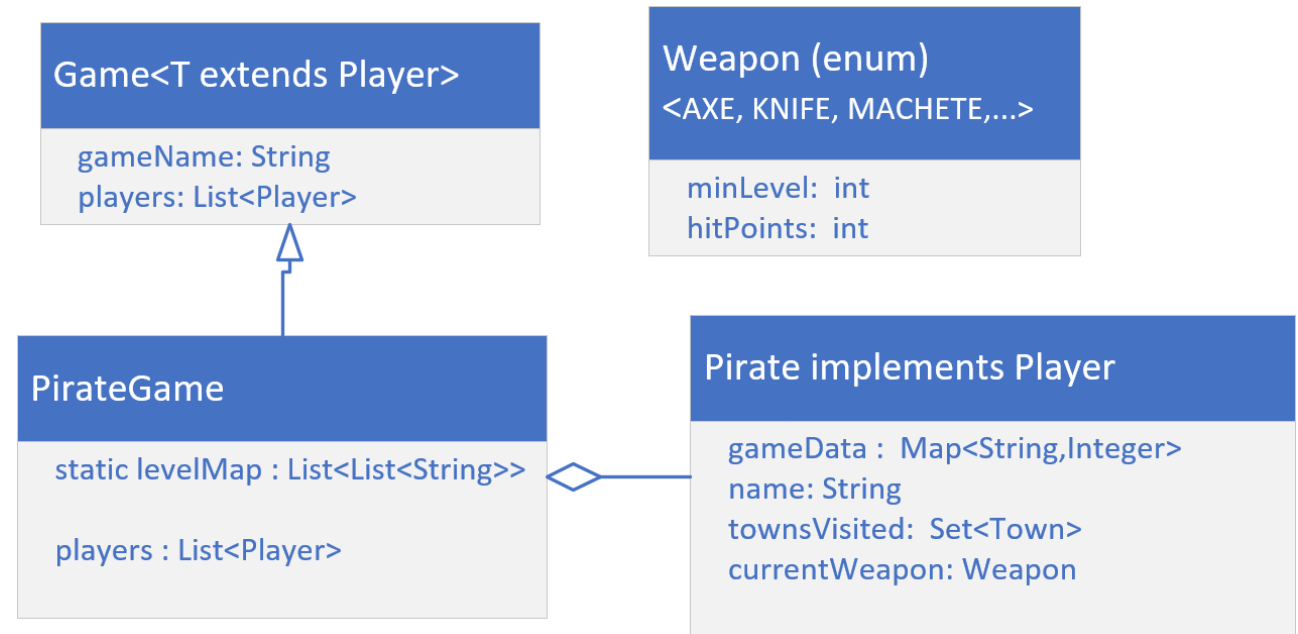 Game<T extends Player>
gameName: String
players: List<Player>
Weapon (enum)
<AXE, KNIFE, MACHETE,...>
minLevel:  int
hitPoints:  int
PirateGame
static levelMap : List<List<String>>
players : List<Player>
Pirate implements Player
gameData :  Map<String,Integer>
name: String
townsVisited:  Set<Town>
currentWeapon: Weapon